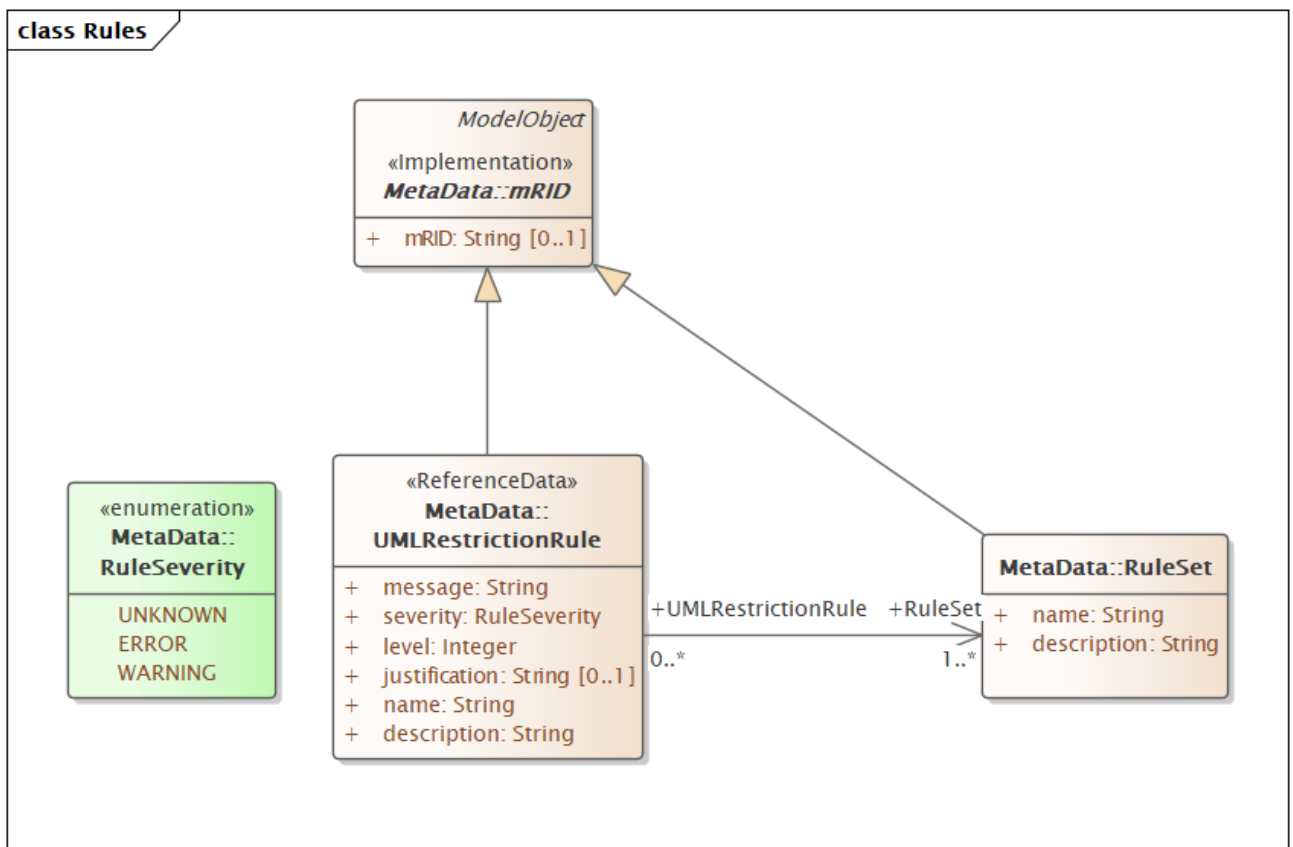 class Rules
ModelObject
«Implementation»
MetaData::mRID
+ mRID: String [0..1]
«enumeration»
MetaData::
RuleSeverity
UNKNOWN
ERROR
WARNING
«ReferenceData»
MetaData::
UMLRestrictionRule
+ message: String
+ severity: RuleSeverity
+ level: Integer
+ justification: String [0..1]
+ name: String
+ description: String
+UMLRestrictionRule +RuleSet
0..* 1..*
MetaData::RuleSet
+ name: String
+ description: String